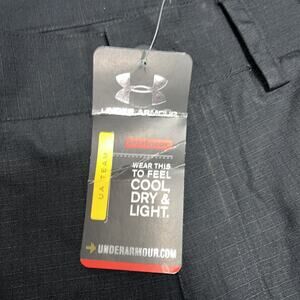 UNDER ARMOUR
UA TEAM
WEAR THIS
TO FEEL
COOL,
DRY &
LIGHT.
UNDERARMOUR.COM